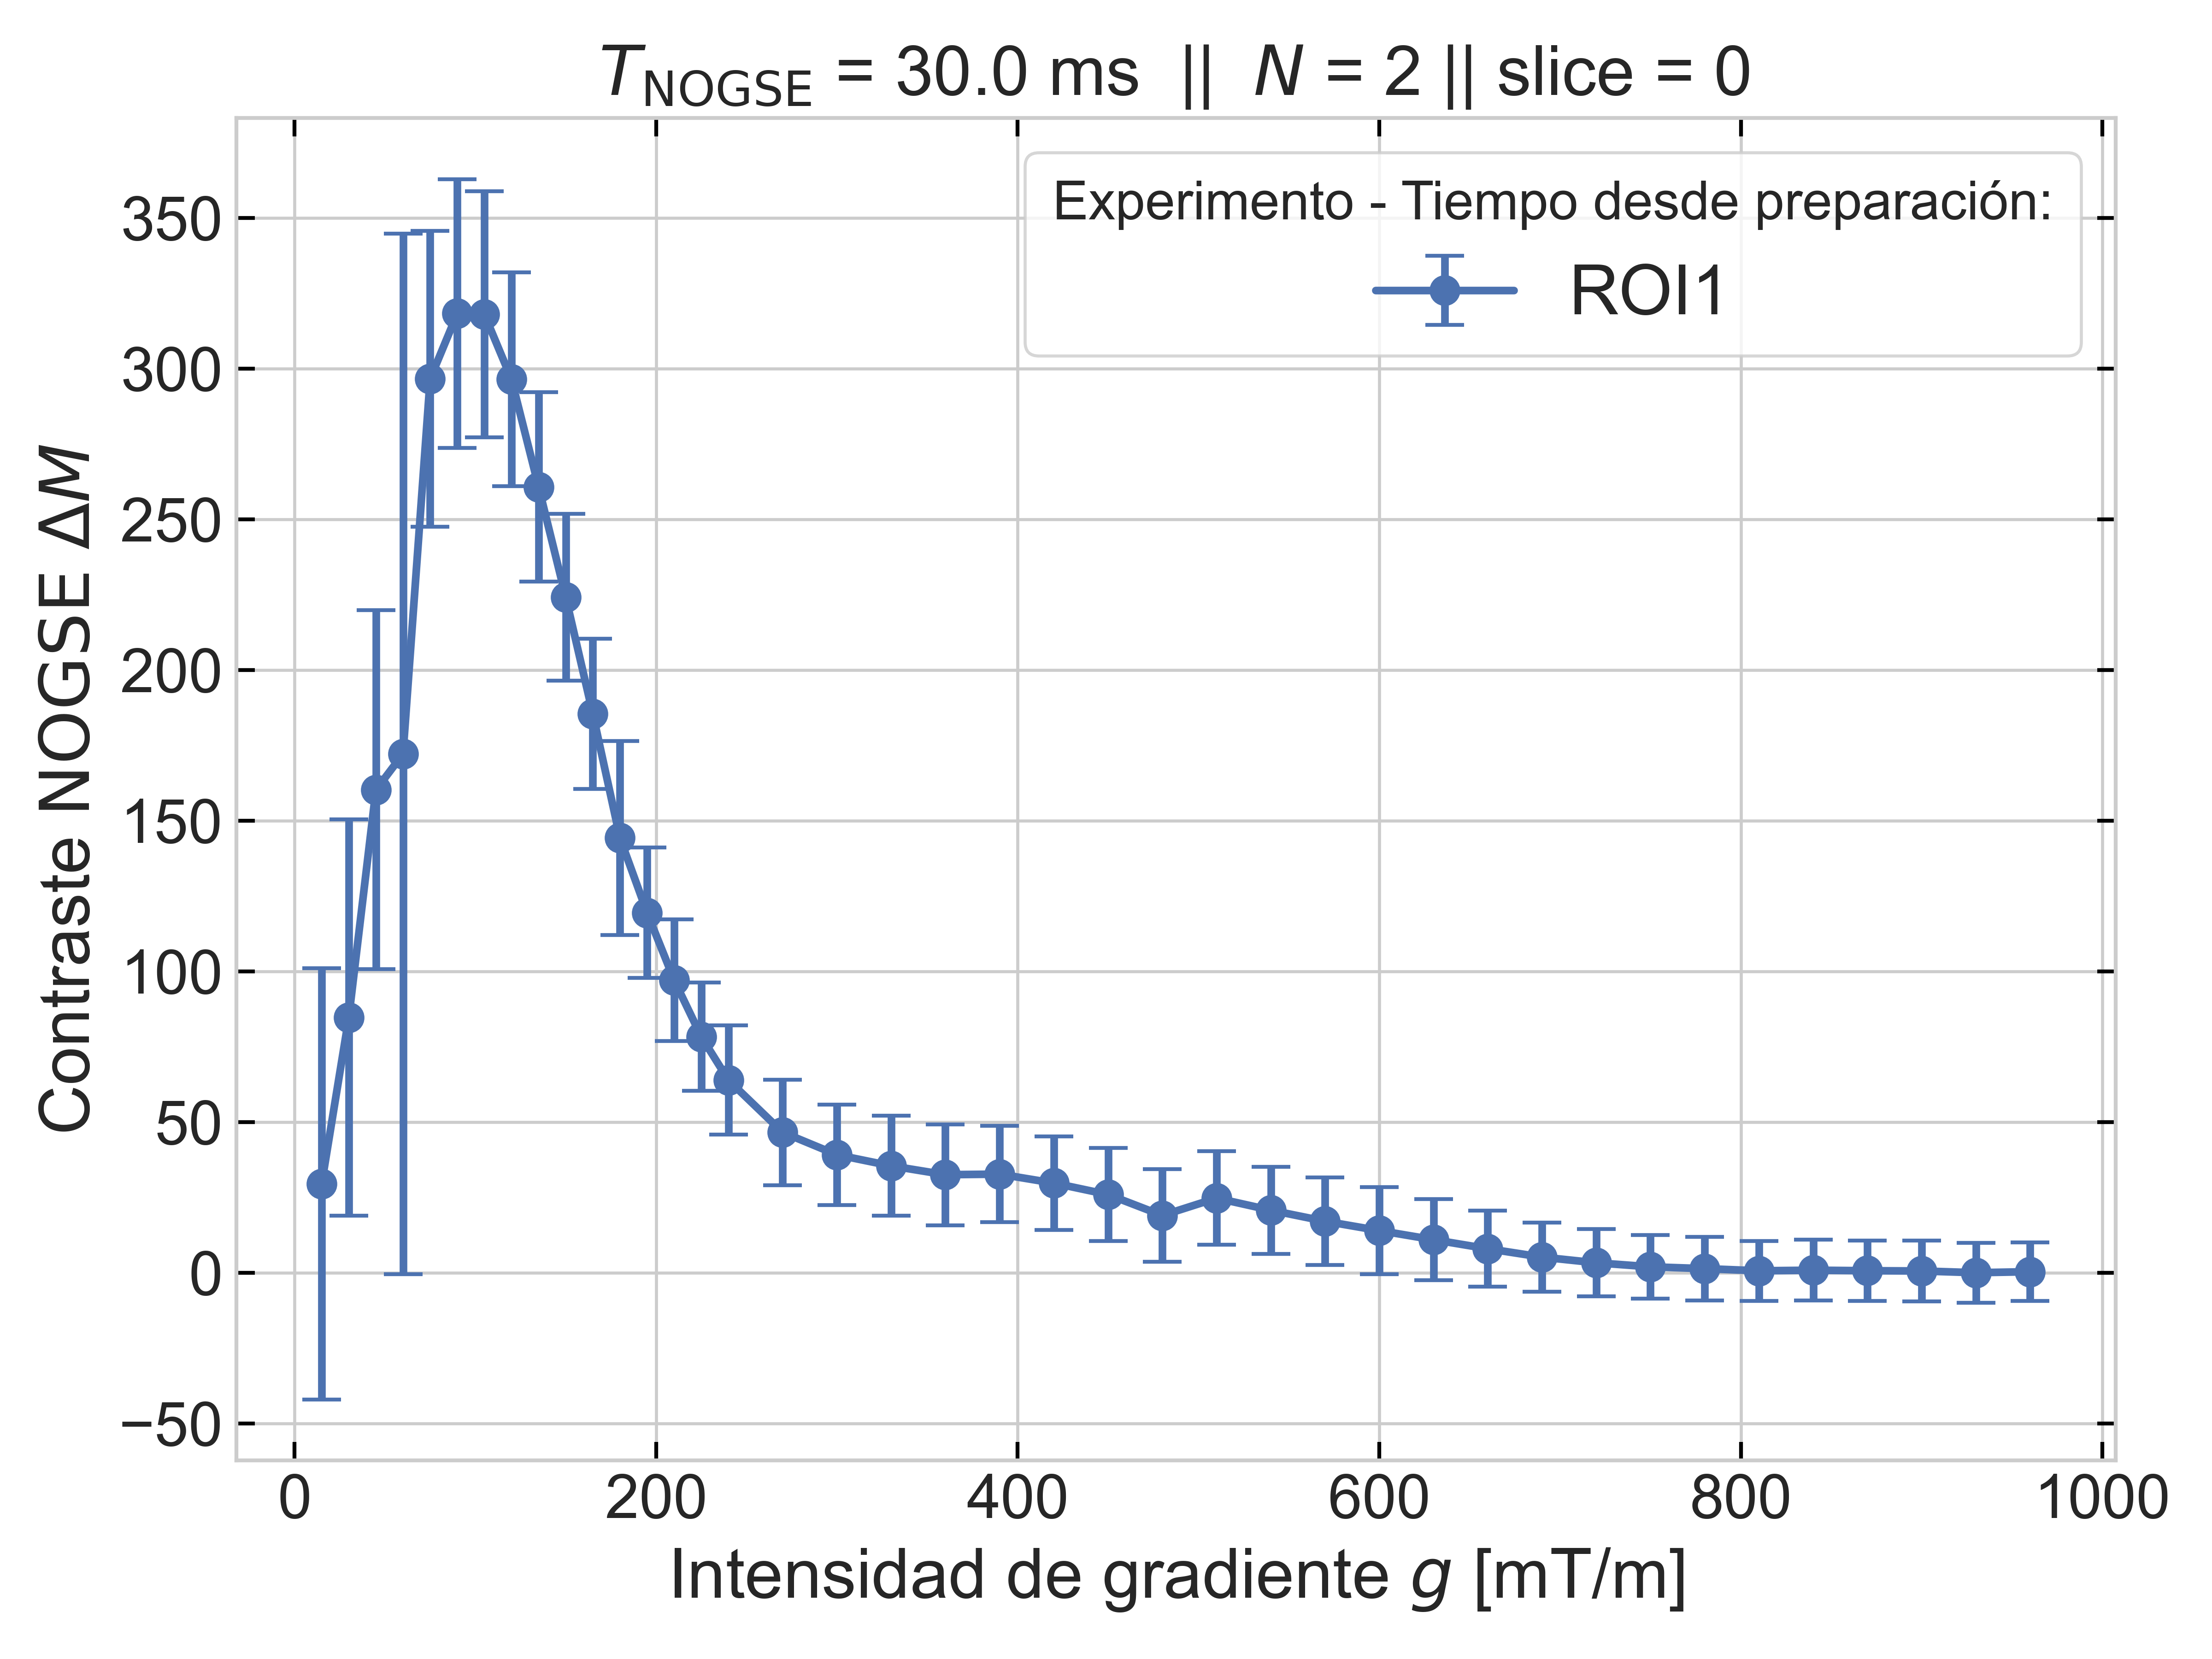 T_NOGSE = 30.0 ms || N = 2 || slice = 0
Experimento - Tiempo desde preparación:
ROI1
Contraste NOGSE ΔM
350
300
250
200
150
100
50
0
−50
0 200 400 600 800 1000
Intensidad de gradiente g [mT/m]